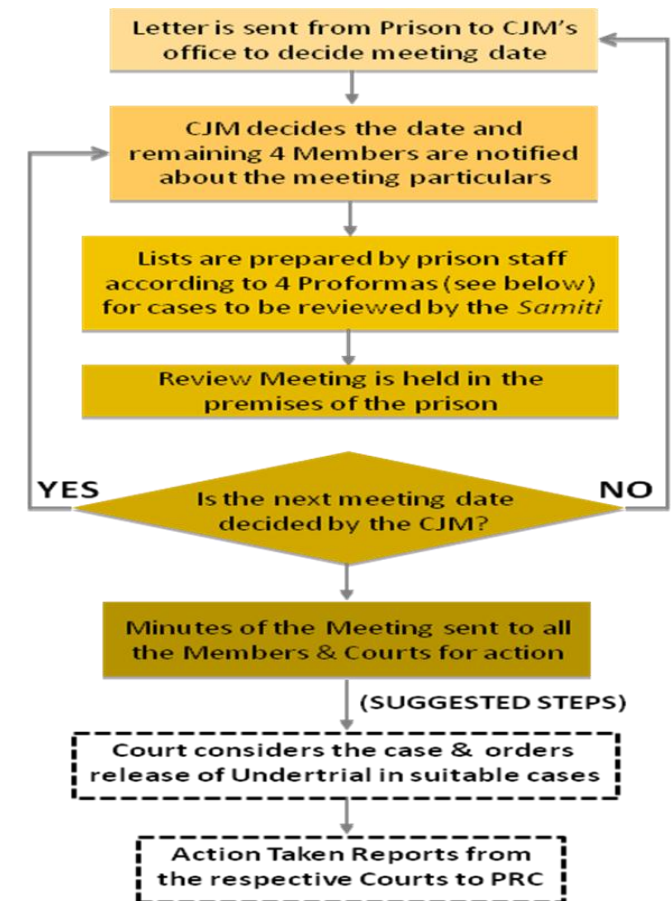 Letter is sent from Prison to CJM's
office to decide meeting date
CJM decides the date and
remaining 4 Members are notified
about the meeting particulars
Lists are prepared by prison staff
according to 4 Proformas (see below)
for cases to be reviewed by the Samiti
Review Meeting is held in the
premises of the prison
YES
NO
Is the next meeting date
decided by the CJM?
Minutes of the Meeting sent to all
the Members & Courts for action
(SUGGESTED STEPS)
Court considers the case & orders
release of Undertrial in suitable cases
Action Taken Reports from
the respective Courts to PRC